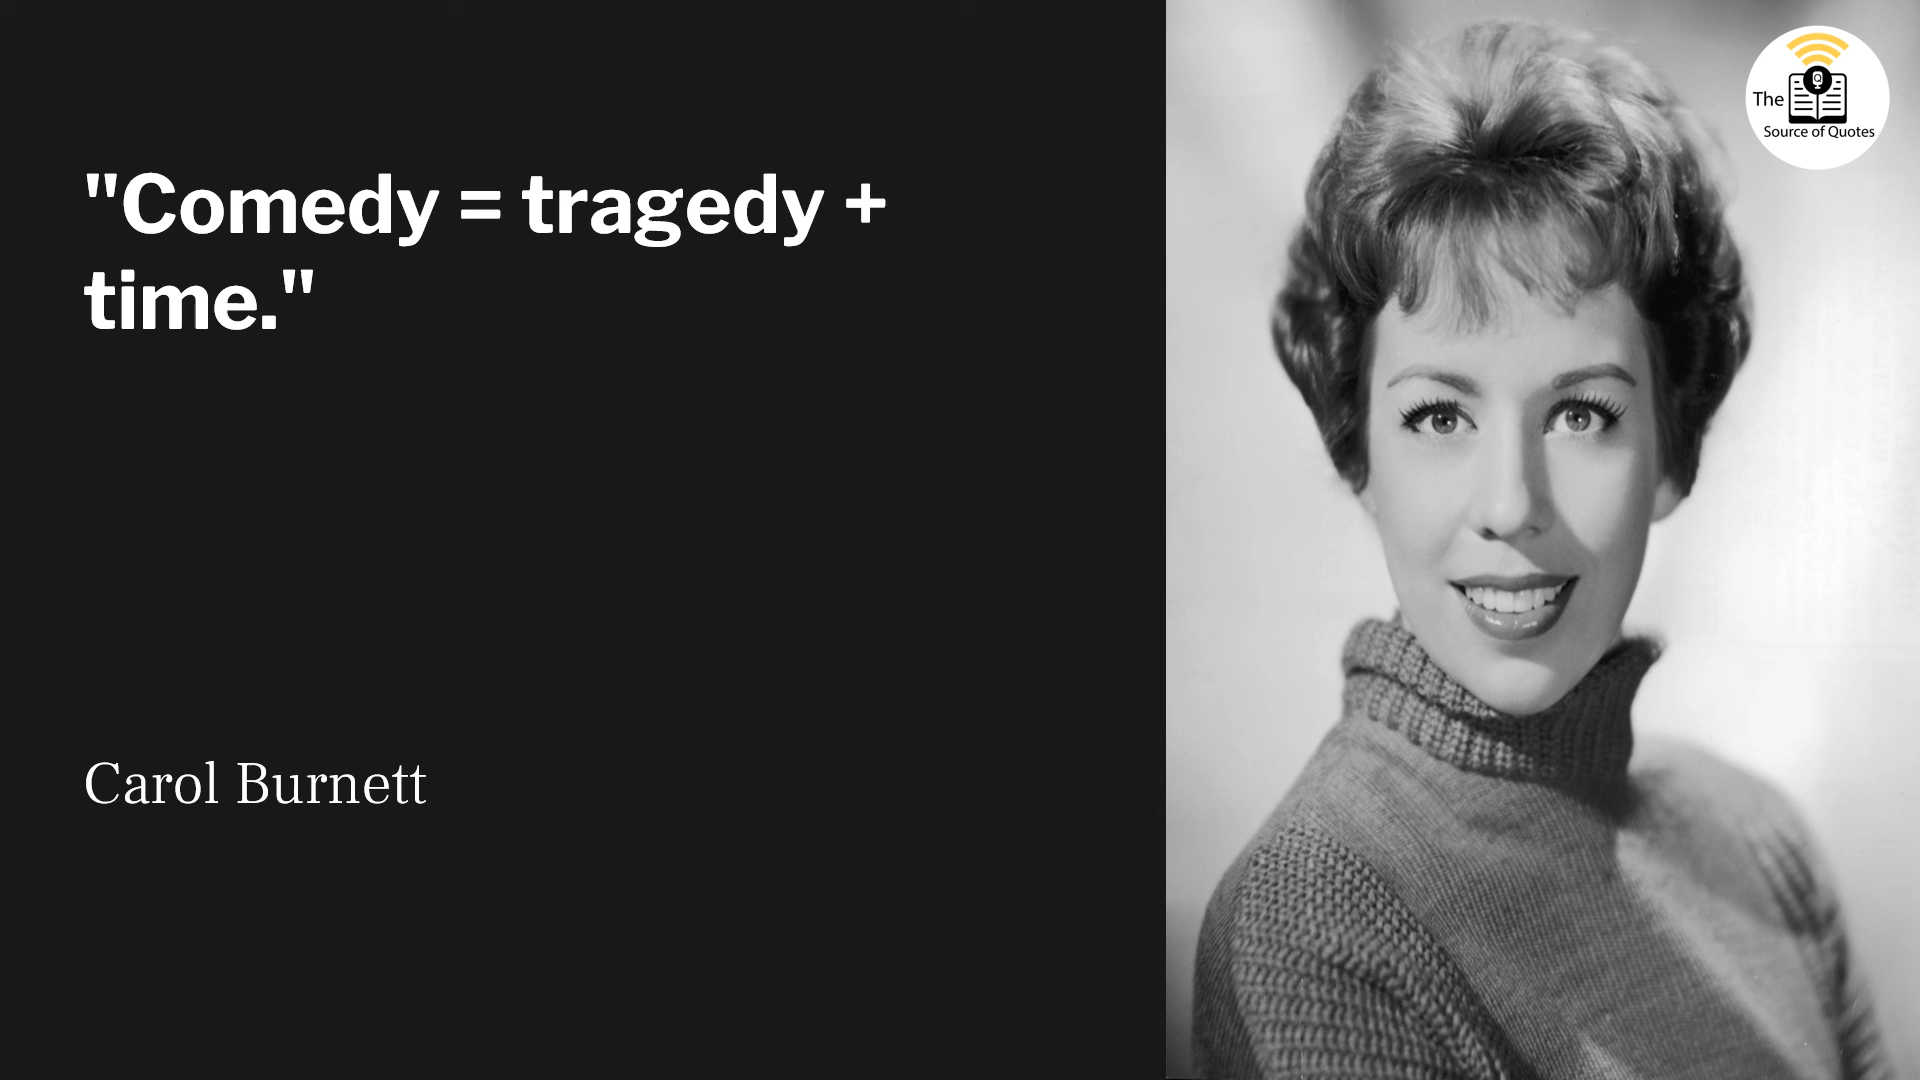 "Comedy = tragedy +
time."
Carol Burnett
The
Q
Source of Quotes